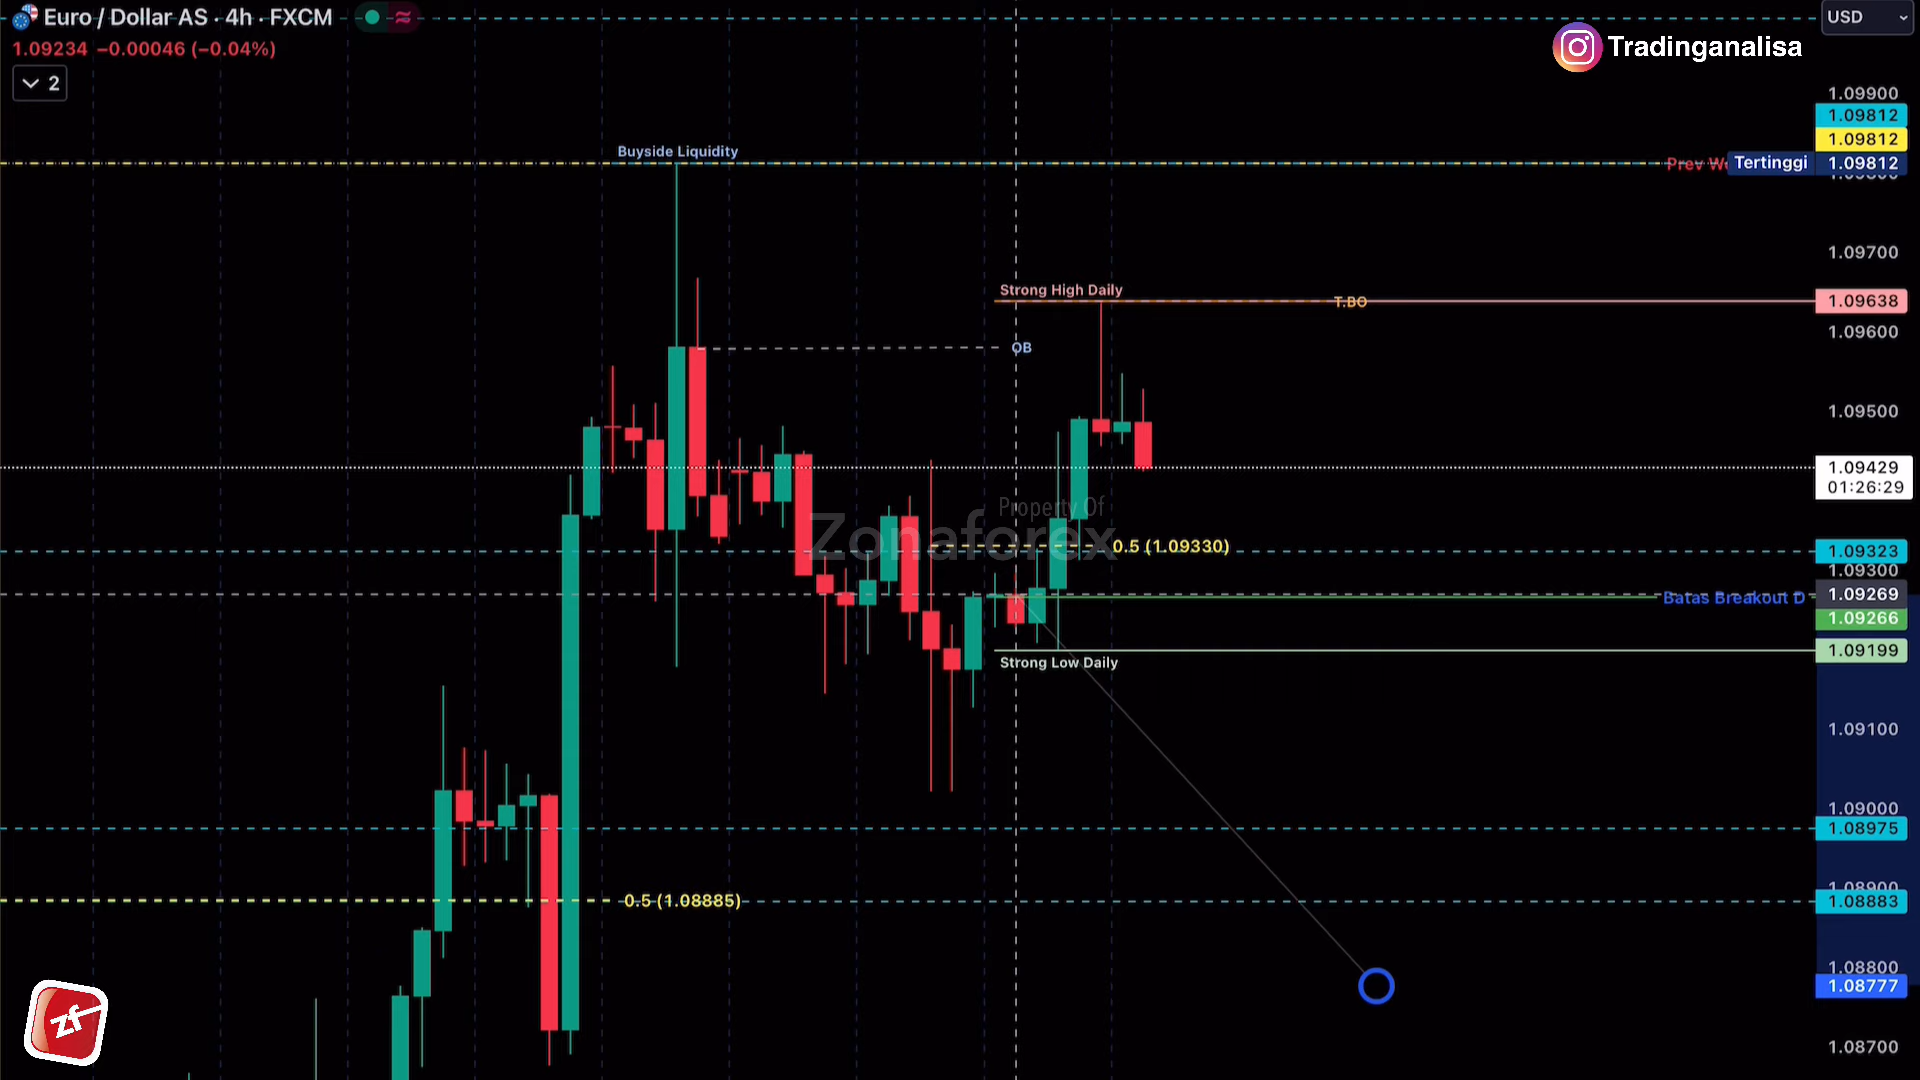 Euro / Dollar AS · 4h · FXCM
USD
1.09234 −0.00046 (−0.04%)
Tradinganalisa
2
1.09900
1.09812
1.09812
Buyside Liquidity
Tertinggi
1.09812
1.09700
Strong High Daily
T.BO
1.09638
1.09600
OB
1.09500
1.09429
01:26:29
Property Of
Zonaforex
0.5 (1.09330)
1.09323
1.09300
Batas Breakout D
1.09269
1.09266
1.09199
Strong Low Daily
1.09100
1.09000
1.08975
1.08900
0.5 (1.08885)
1.08883
1.08800
1.08777
zf
1.08700